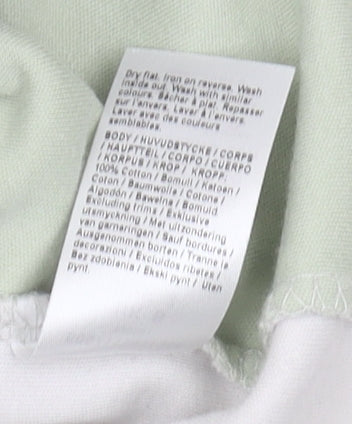 Dry flat. Iron on reverse. Wash
inside out. Wash with similar
colours. Sécher à plat. Repasser
sur l'envers. Laver à l'envers
Laver avec des couleurs
semblables.
BODY / HUVUDSTYCKE / CORPS
/ HAUPTTEIL / CORPO / CUERPO
/ KORPUS / KROP / KROPP:
100% Cotton / Bomull / Katoen /
Coton / Baumwolle / Cotone /
Algodón / Bawełna / Bomuld
Excluding trims / Exklusive
utsmyckning / Met uitzondering
van garneringen / Sauf bordures /
Ausgenommen borten / Tranne le
decorazioni / Excluidos ribetes /
Bez zdobienia / Ekskl pynt / Uten
pynt.